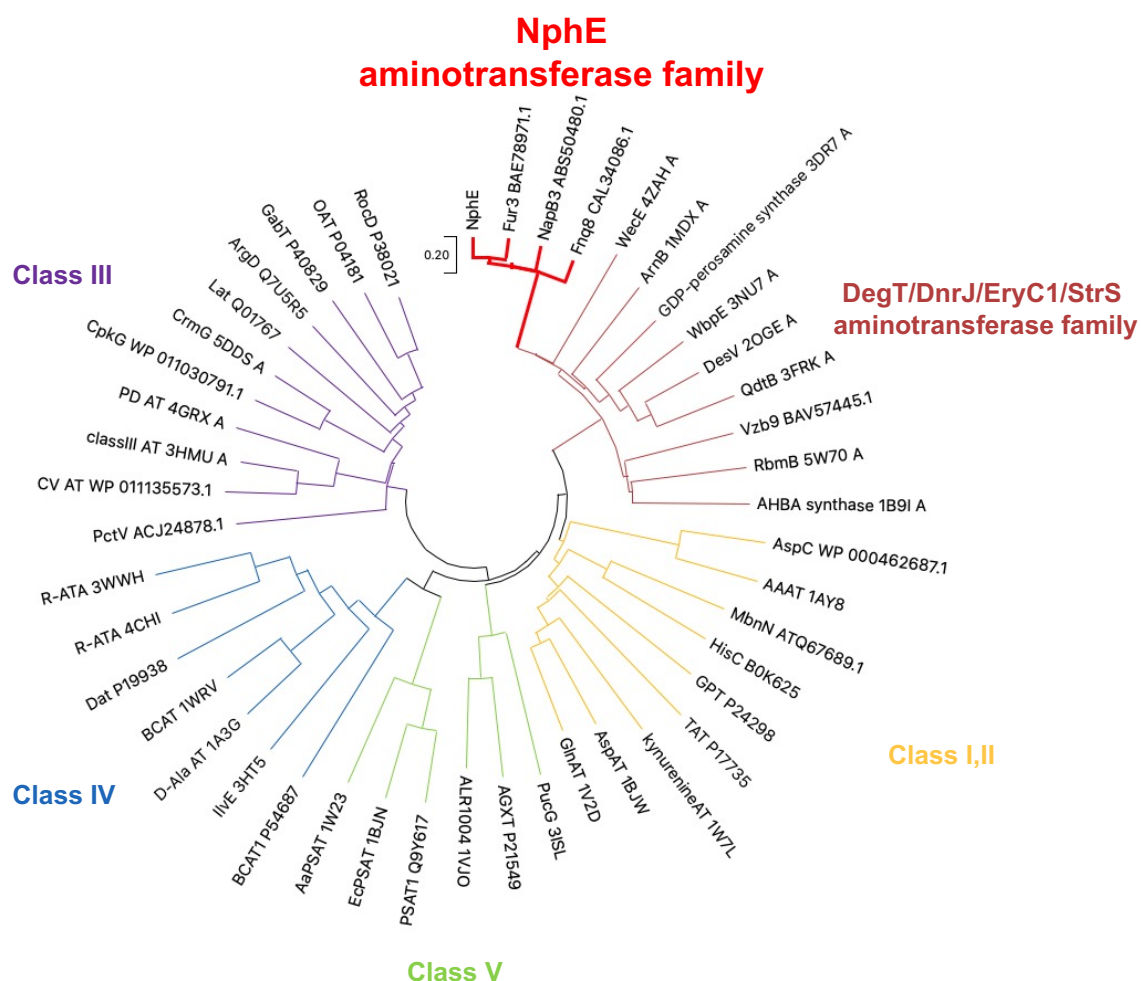 NphE
aminotransferase family
NphE
Fur3 BAE78971.1
NapB3 ABS50480.1
Fnq8 CAL34086.1
WecE 4ZAH A
ArnB 1MDX A
GDP-perosamine synthase 3DR7 A
WbpE 3NU7 A
DesV 2OGE A
QdtB 3FRK A
Vzb9 BAV57445.1
RbmB 5W70 A
AHBA synthase 1B9I A
DegT/DnrJ/EryC1/StrS
aminotransferase family
AspC WP 000462687.1
AAAT 1AY8
MbnN ATQ67689.1
HisC B0K625
GPT P24298
TAT P17735
kynurenineAT 1W7L
AspAT 1BJW
GlnAT 1V2D
Class I,II
PucG 3ISL
AGXT P21549
ALR1004 1VJO
PSAT1 Q9Y617
EcPSAT 1BJN
AaPSAT 1W23
Class V
BCAT1 P54687
IlvE 3HT5
D-Ala AT 1A3G
BCAT 1WRV
Dat P19938
R-ATA 4CHI
R-ATA 3WWH
Class IV
PctV ACJ24878.1
CV AT WP 011135573.1
classIII AT 3HMU A
PD AT 4GRX A
CpkG WP 011030791.1
CrmG 5DDS A
Lat Q01767
ArgD Q7U5R5
GabT P40829
OAT P04181
RocD P38021
Class III
0.20